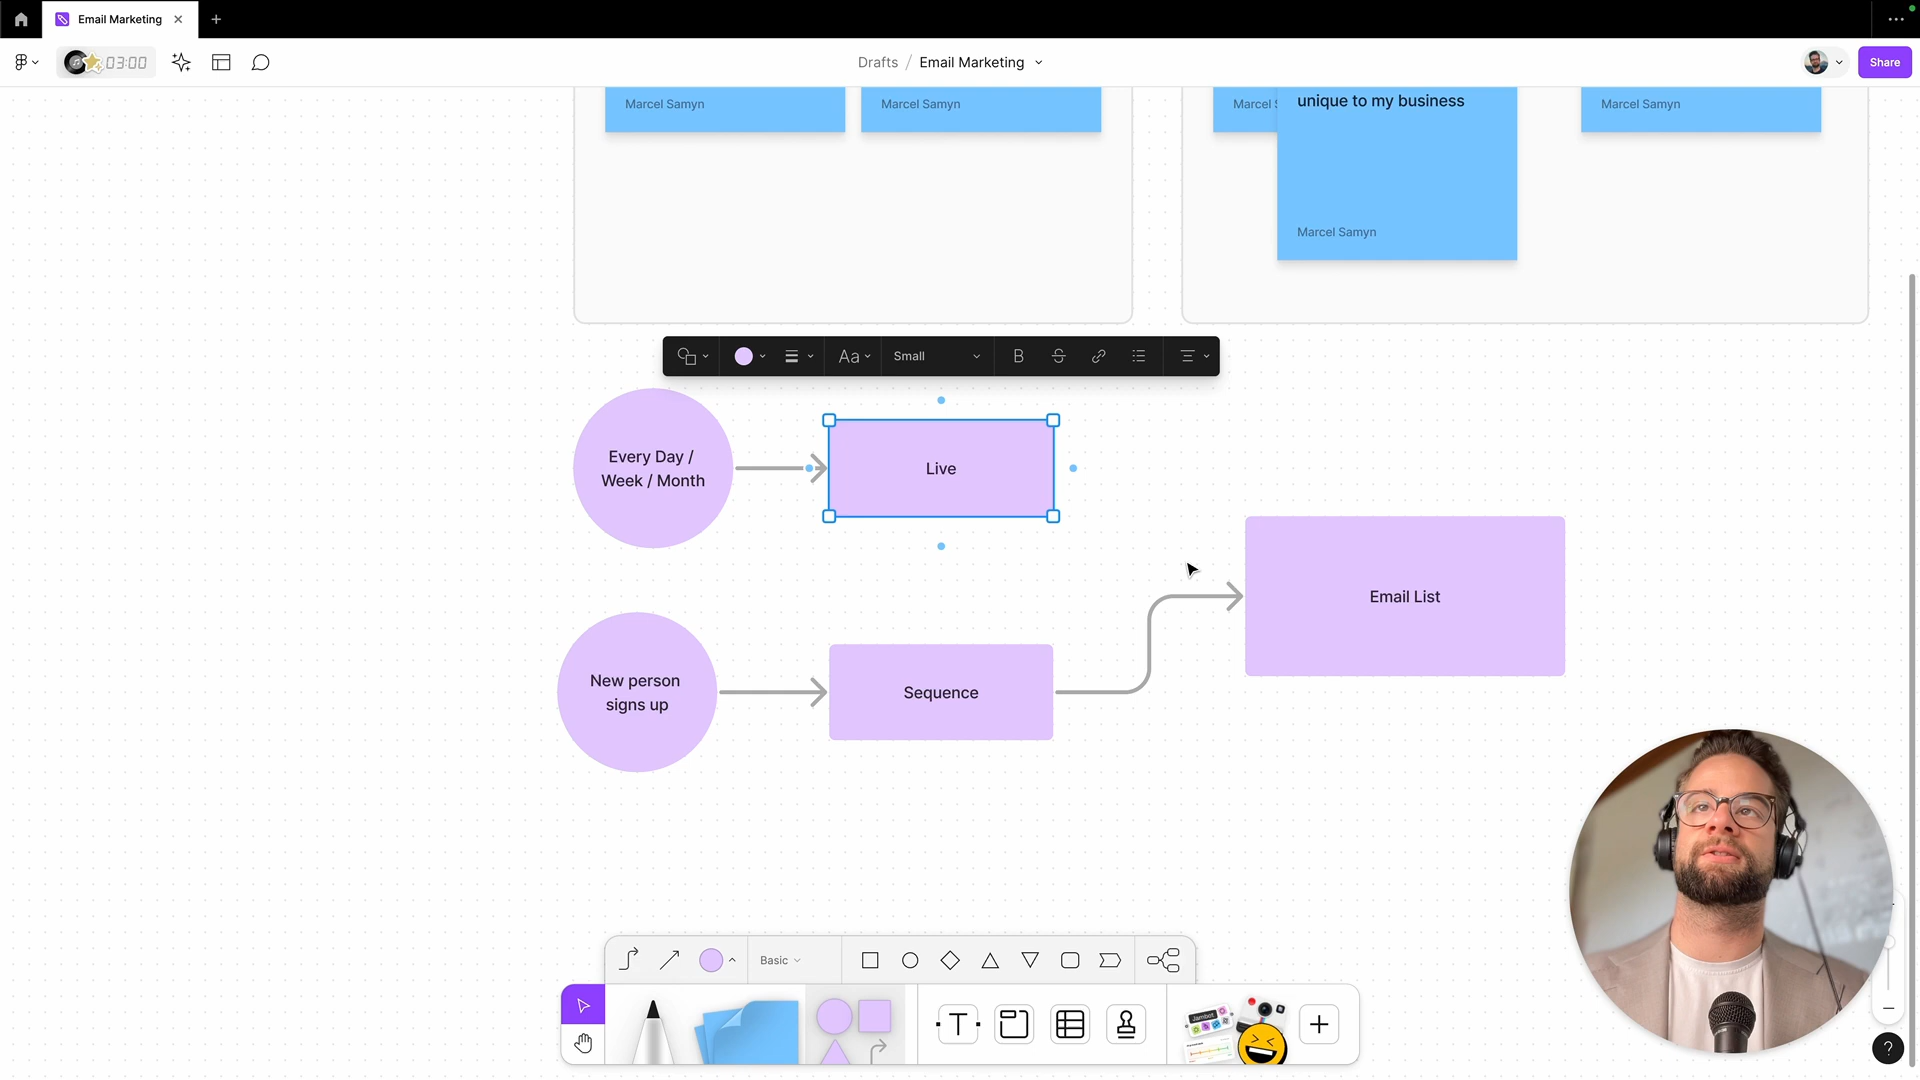 Email Marketing
03:00
Drafts / Email Marketing
Share
Marcel Samyn
Marcel Samyn
Marcel S
unique to my business
Marcel Samyn
Marcel Samyn
Aa
Small
B
S
Every Day /
Week / Month
Live
Email List
New person
signs up
Sequence
Basic
T
Jambot
?